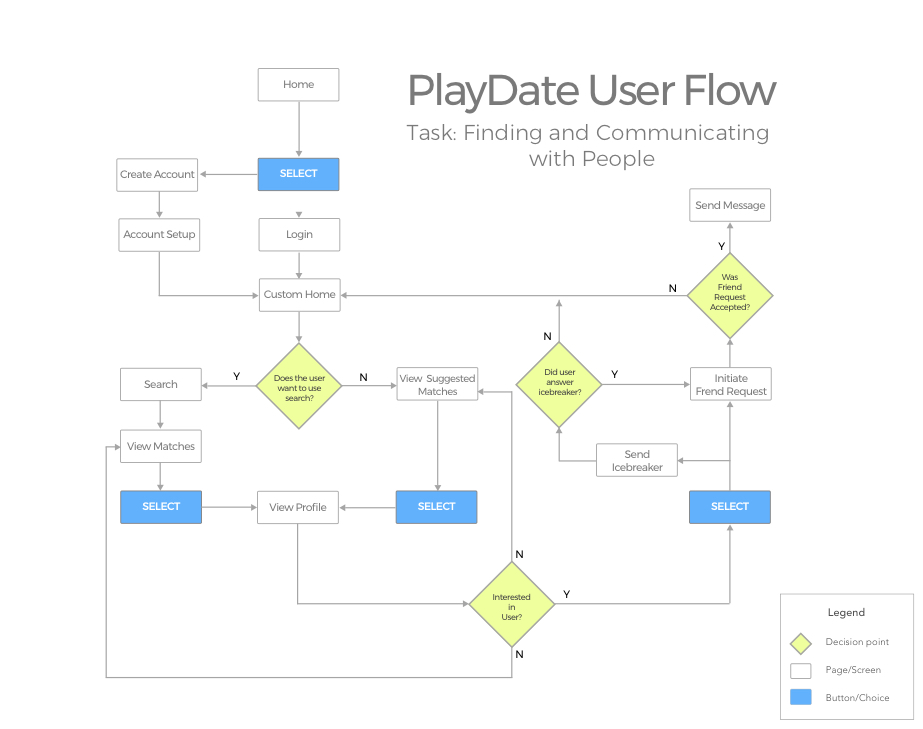 PlayDate User Flow
Task: Finding and Communicating
with People
Home
SELECT
Create Account
Account Setup
Login
Custom Home
Does the user
want to use
search?
Y
N
Search
View Matches
SELECT
View Profile
View Suggested
Matches
SELECT
Interested
in
User?
N
Y
N
SELECT
Send
Icebreaker
Did user
answer
icebreaker?
N
Y
Initiate
Frend Request
Was
Friend
Request
Accepted?
N
Y
Send Message
Legend
Decision point
Page/Screen
Button/Choice